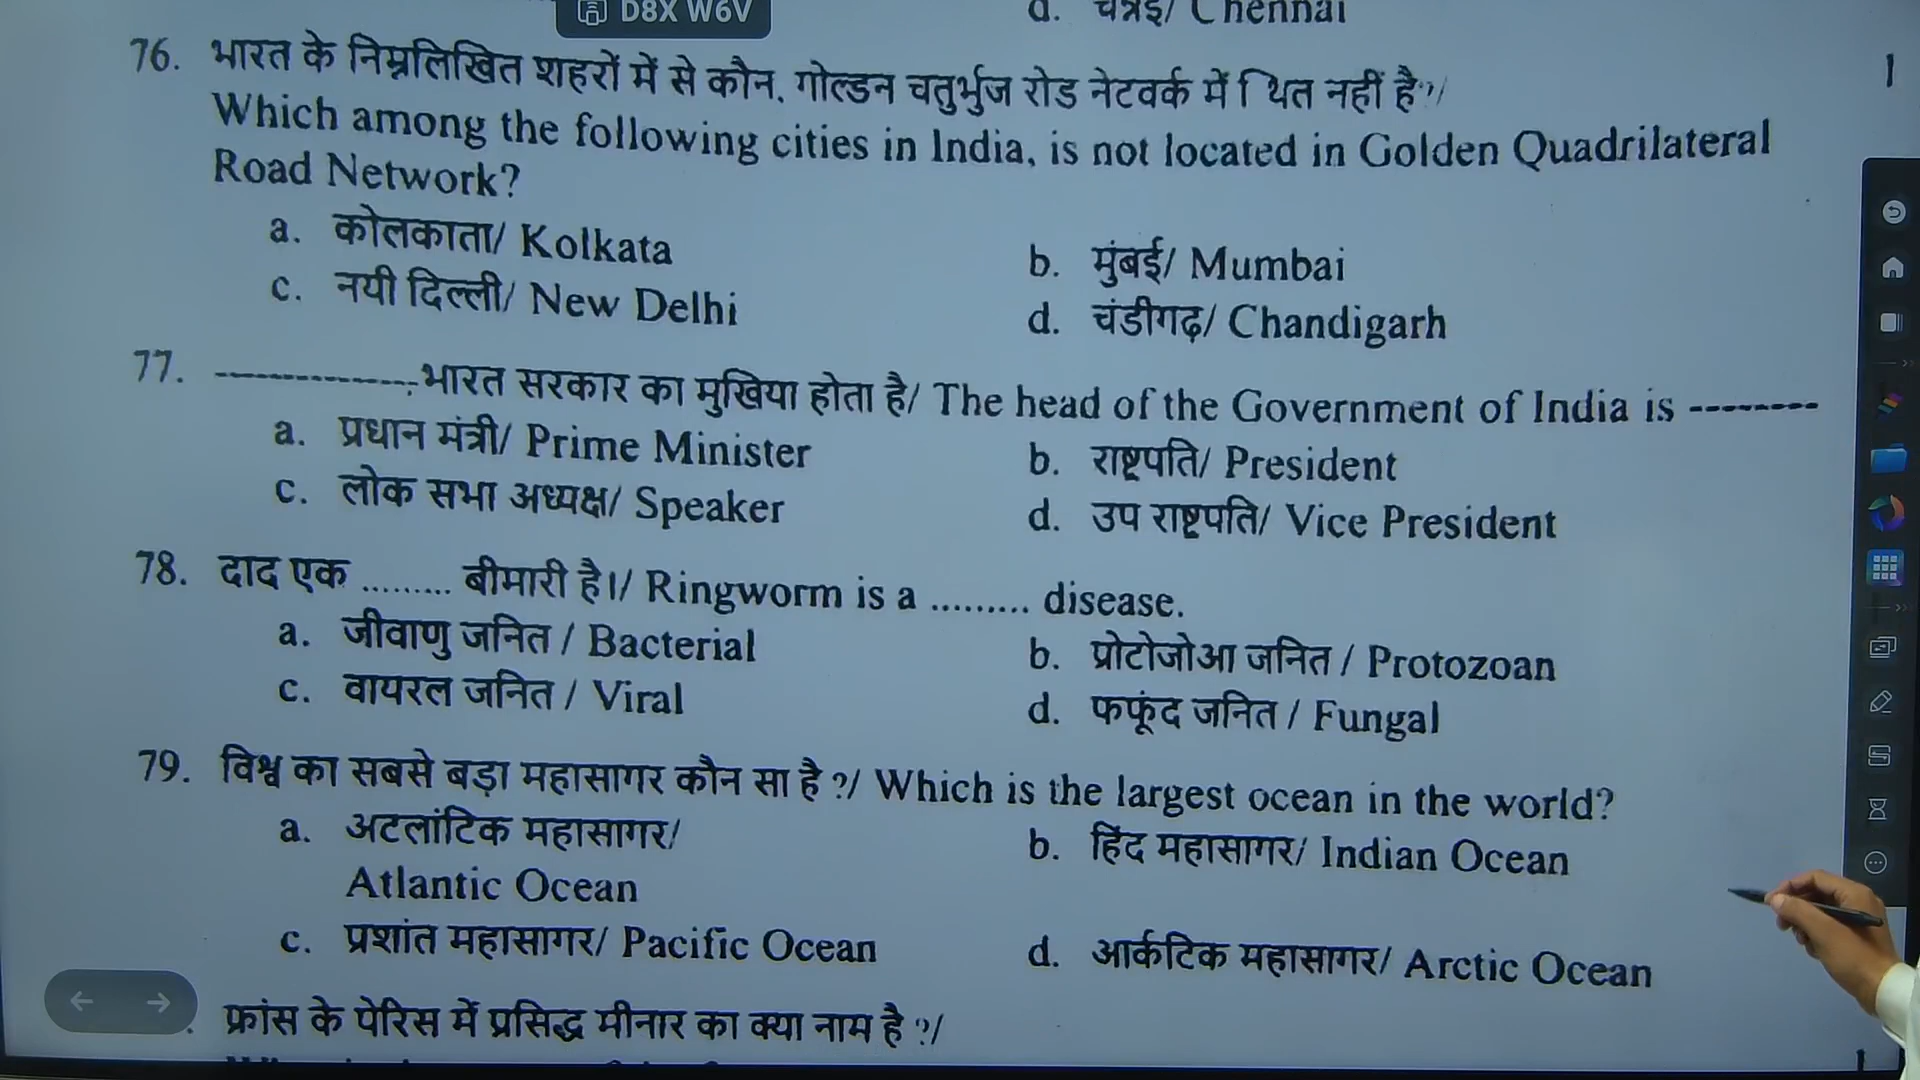 D8X W6V
d. चेन्नई/ Chennai
76. भारत के निम्नलिखित शहरों में से कौन, गोल्डन चतुर्भुज रोड नेटवर्क में थित नहीं है?/
1
Which among the following cities in India, is not located in Golden Quadrilateral
Road Network?
a. कोलकाता/ Kolkata
b. मुंबई/ Mumbai
c. नयी दिल्ली/ New Delhi
d. चंडीगढ़/ Chandigarh
77. -------------- भारत सरकार का मुखिया होता है/ The head of the Government of India is --------
a. प्रधान मंत्री/ Prime Minister
b. राष्ट्रपति/ President
c. लोक सभा अध्यक्ष/ Speaker
d. उप राष्ट्रपति/ Vice President
78. दाद एक ......... बीमारी है।/ Ringworm is a ......... disease.
a. जीवाणु जनित / Bacterial
b. प्रोटोजोआ जनित / Protozoan
c. वायरल जनित / Viral
d. फफूंद जनित / Fungal
79. विश्व का सबसे बड़ा महासागर कौन सा है ?/ Which is the largest ocean in the world?
a. अटलांटिक महासागर/
Atlantic Ocean
b. हिंद महासागर/ Indian Ocean
c. प्रशांत महासागर/ Pacific Ocean
d. आर्कटिक महासागर/ Arctic Ocean
फ्रांस के पेरिस में प्रसिद्ध मीनार का क्या नाम है ?/